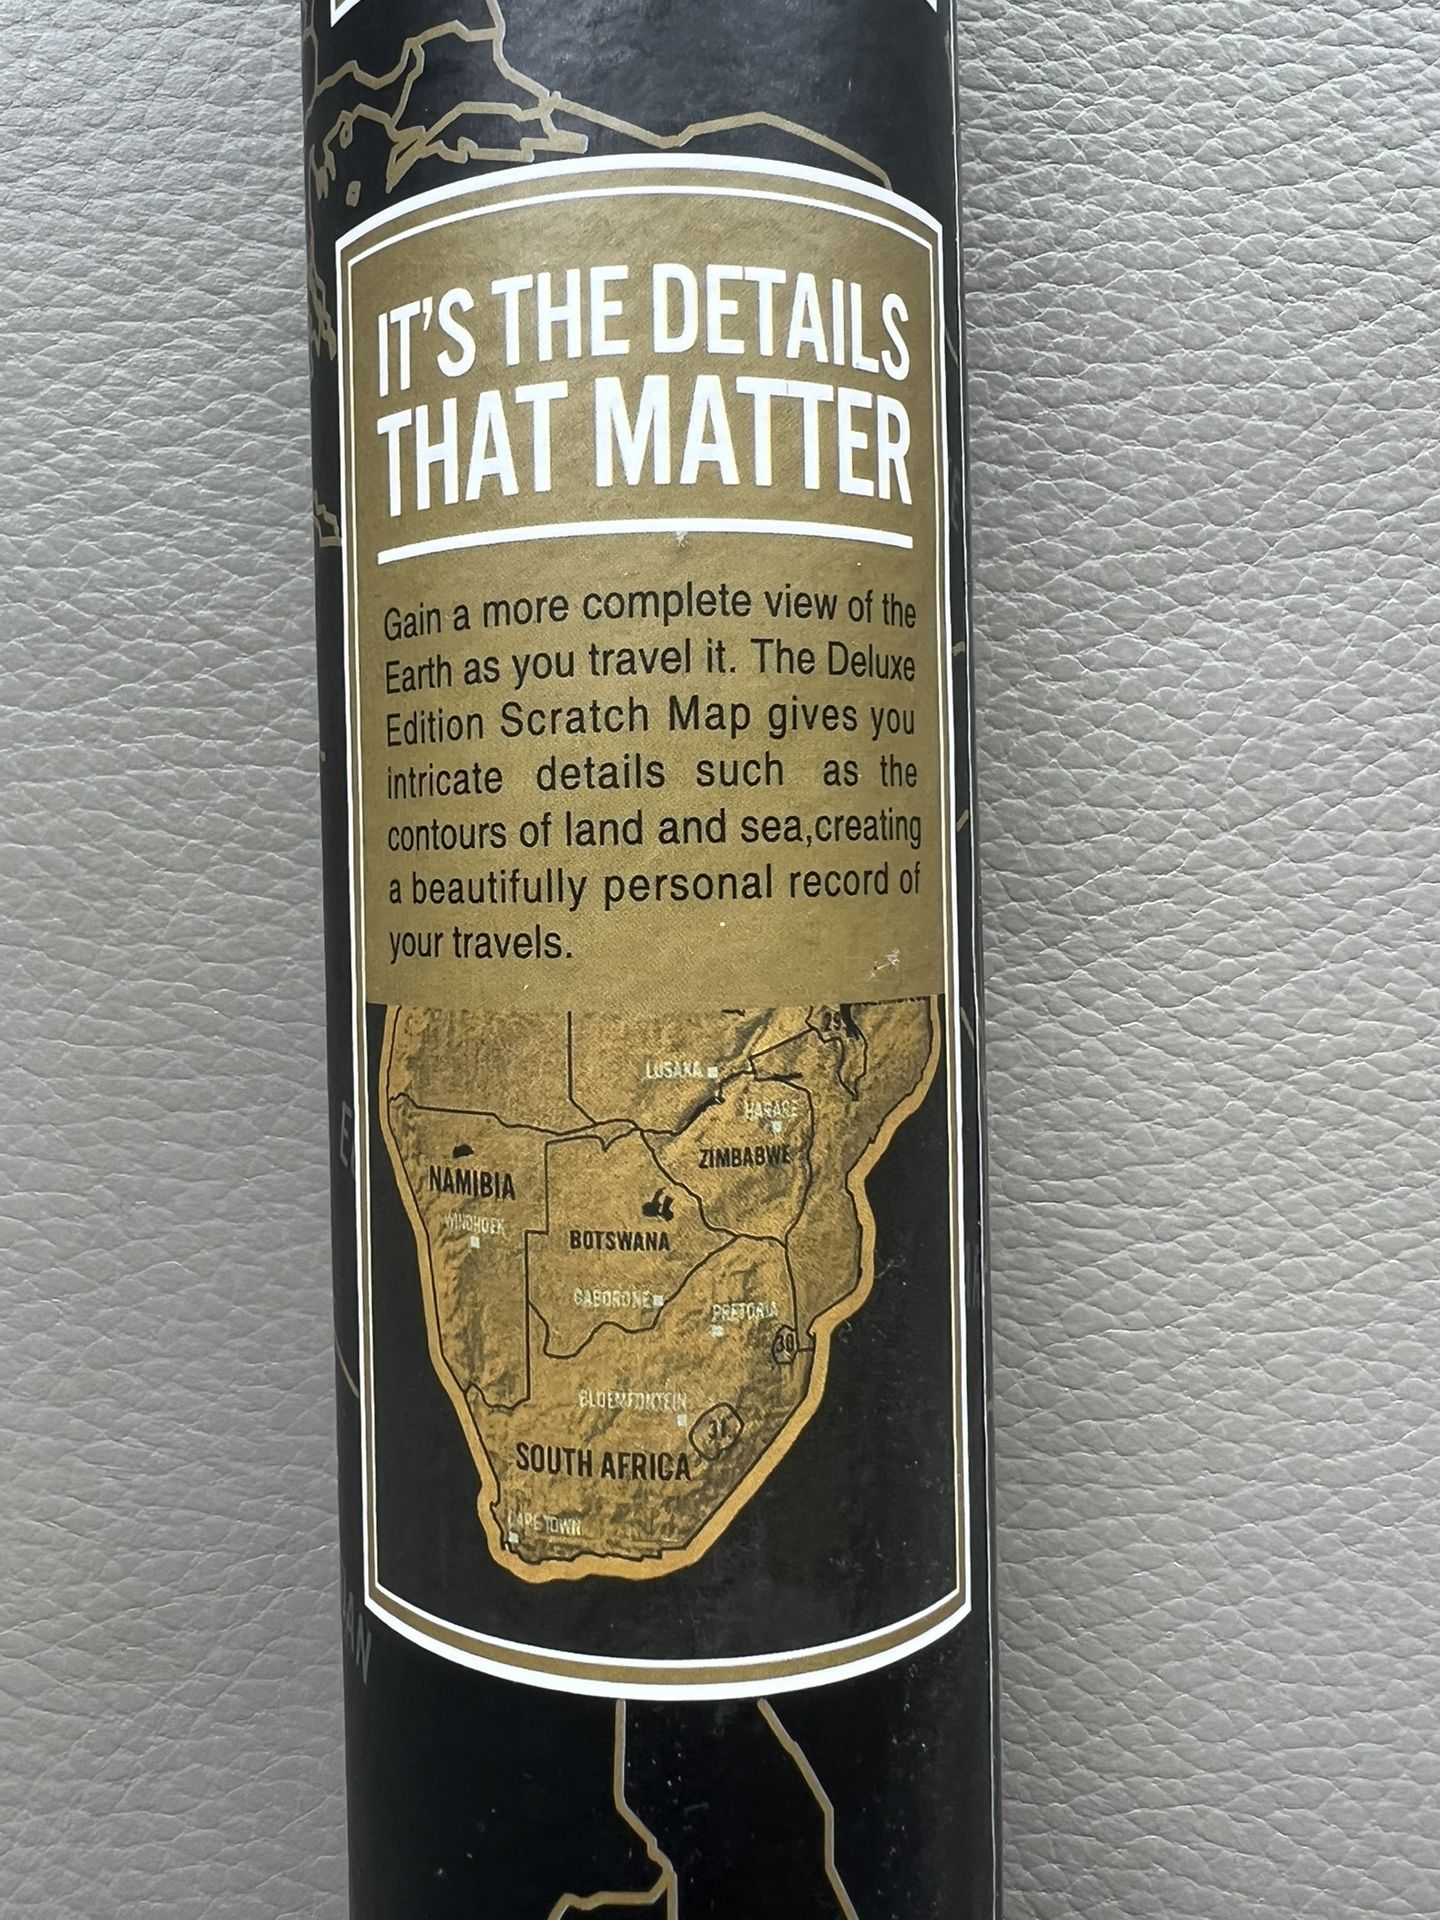 IT'S THE DETAILS
THAT MATTER
Gain a more complete view of the
Earth as you travel it. The Deluxe
Edition Scratch Map gives you
intricate details such as the
contours of land and sea,creating
a beautifully personal record of
your travels.
29
LUSAKA
HARARE
ZIMBABWE
NAMIBIA
WINDHOEK
BOTSWANA
GABORONE
PRETORIA
30
BLOEMFONTEIN
31
SOUTH AFRICA
CAPE TOWN